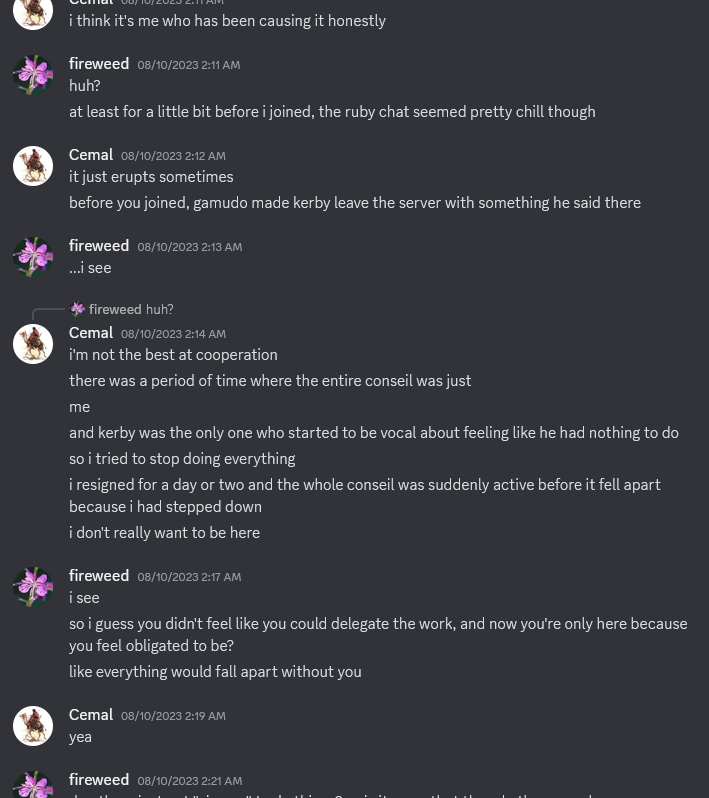 Cemal 08/10/2023 2:11 AM
i think it's me who has been causing it honestly
fireweed 08/10/2023 2:11 AM
huh?
at least for a little bit before i joined, the ruby chat seemed pretty chill though
Cemal 08/10/2023 2:12 AM
it just erupts sometimes
before you joined, gamudo made kerby leave the server with something he said there
fireweed 08/10/2023 2:13 AM
...i see
fireweed huh?
Cemal 08/10/2023 2:14 AM
i'm not the best at cooperation
there was a period of time where the entire conseil was just
me
and kerby was the only one who started to be vocal about feeling like he had nothing to do
so i tried to stop doing everything
i resigned for a day or two and the whole conseil was suddenly active before it fell apart
because i had stepped down
i don't really want to be here
fireweed 08/10/2023 2:17 AM
i see
so i guess you didn't feel like you could delegate the work, and now you're only here because
you feel obligated to be?
like everything would fall apart without you
Cemal 08/10/2023 2:19 AM
yea
fireweed 08/10/2023 2:21 AM